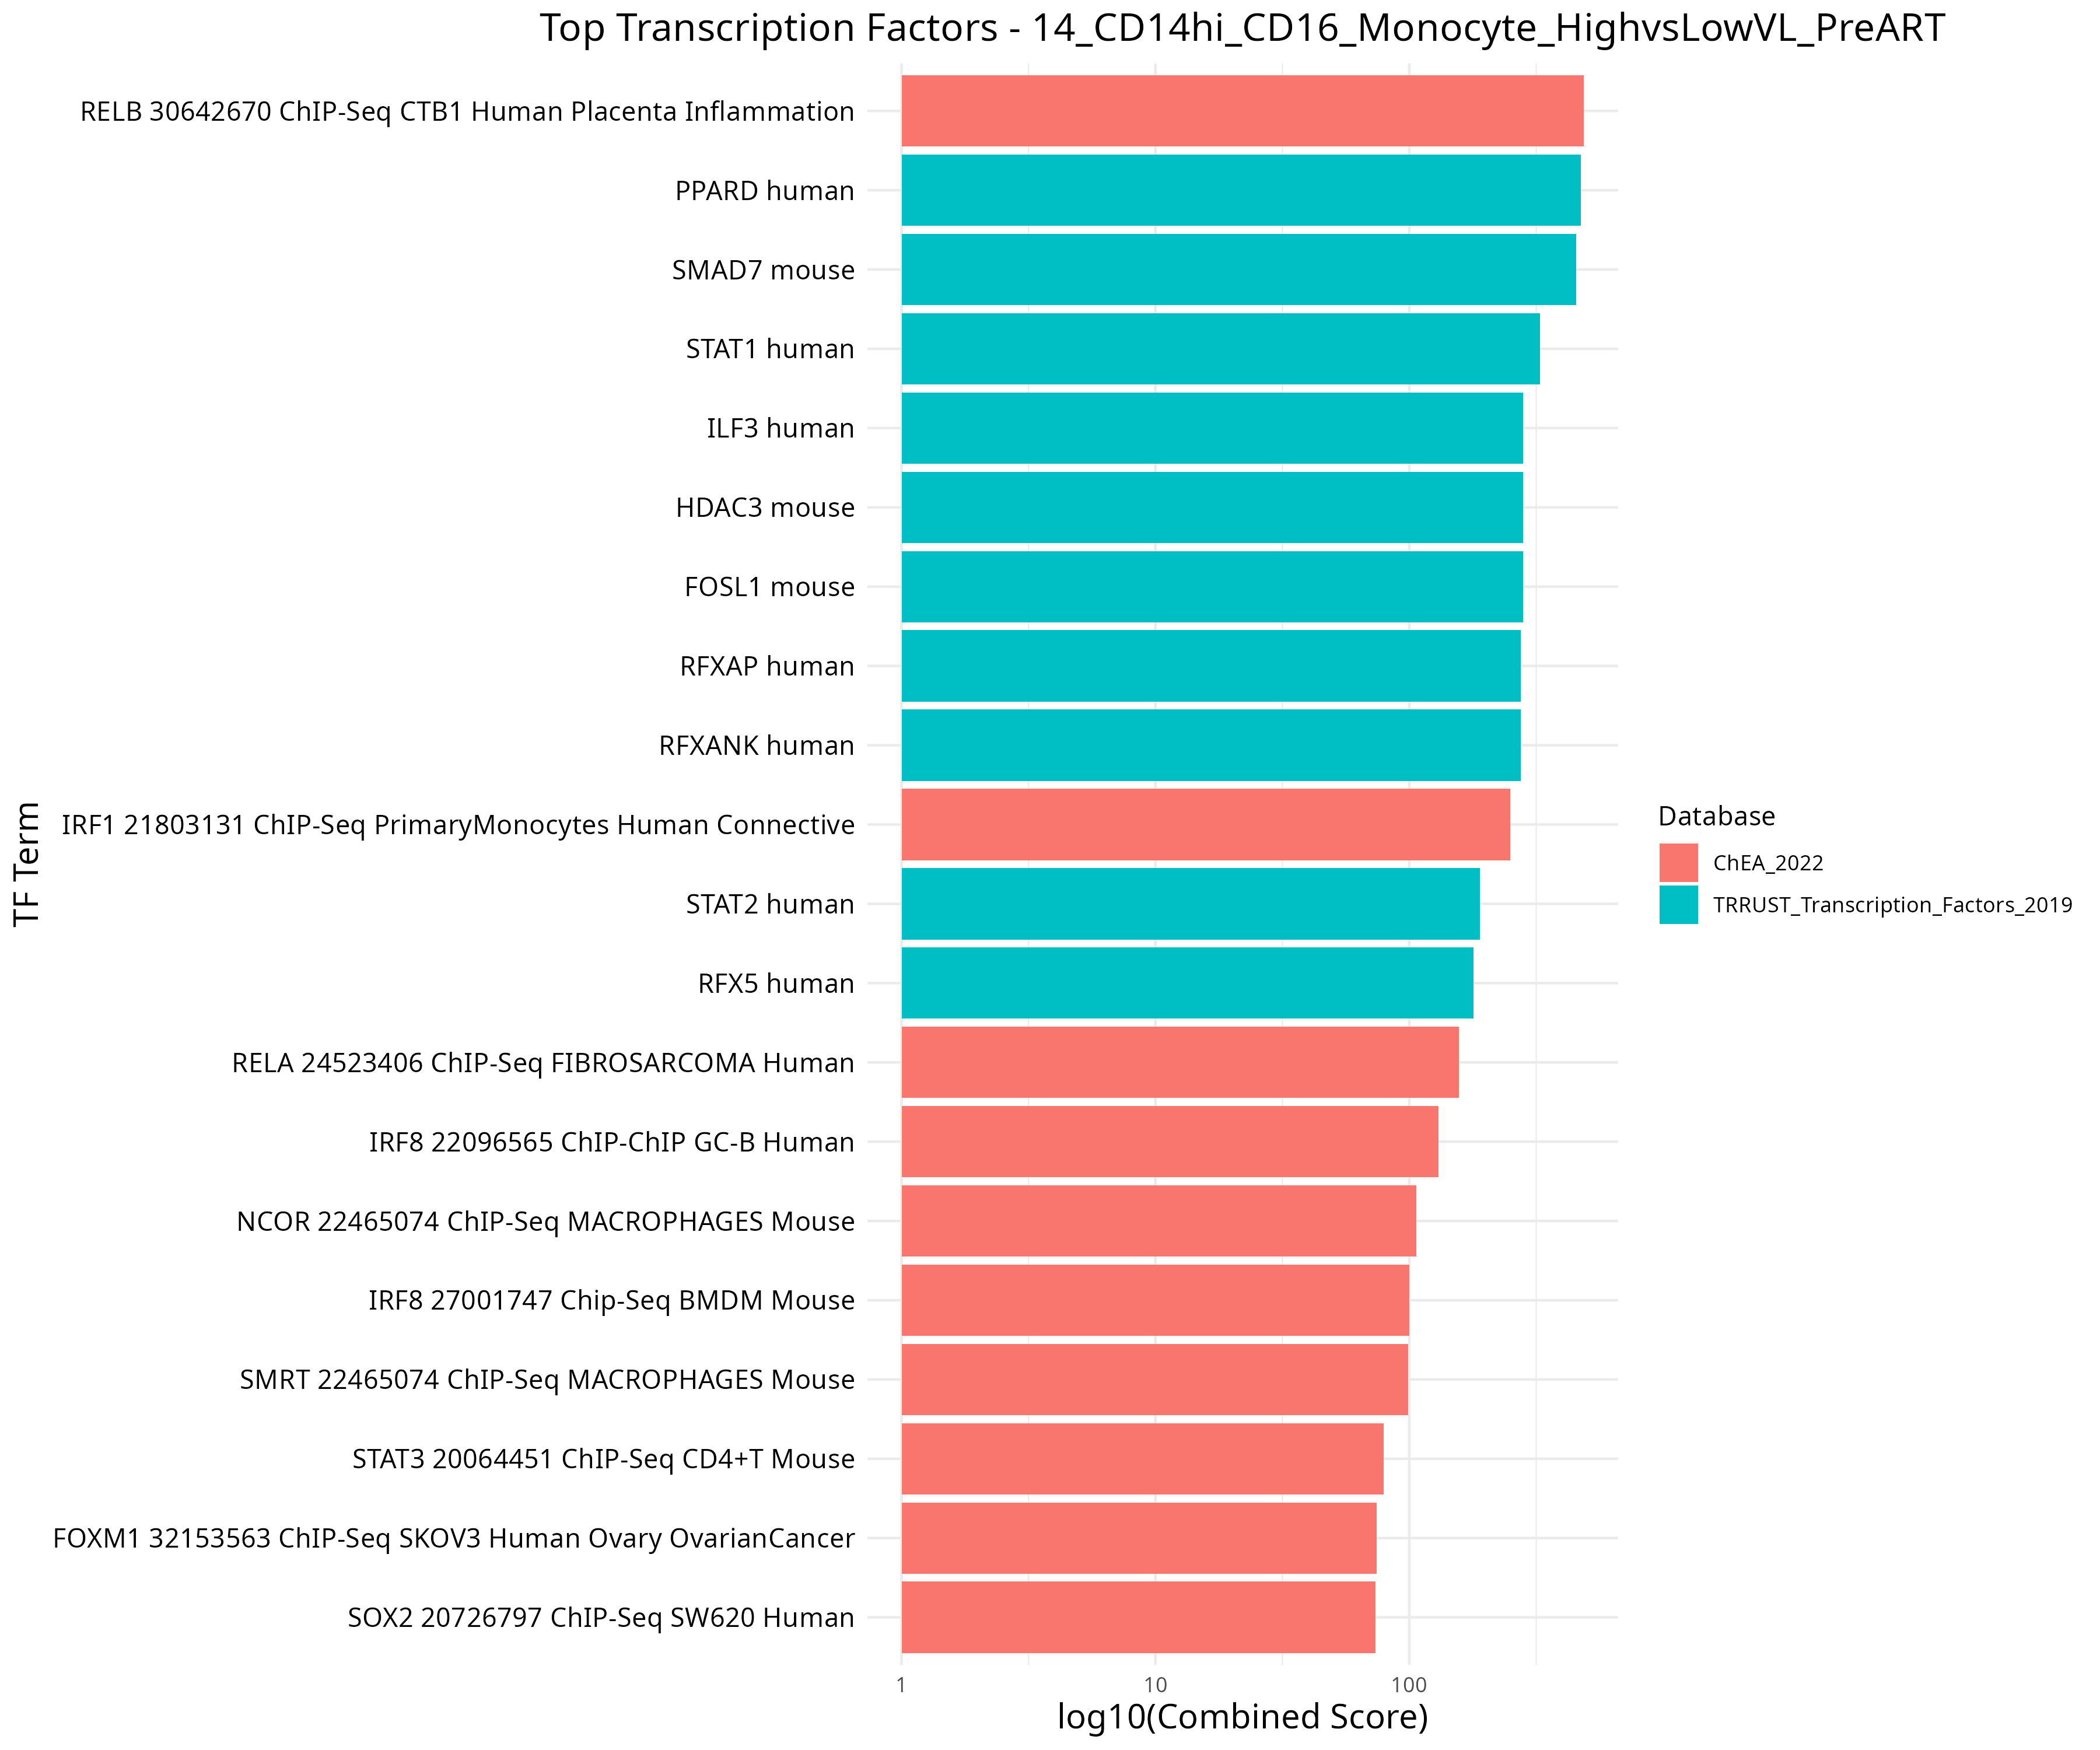 Top Transcription Factors - 14_CD14hi_CD16_Monocyte_HighvsLowVL_PreART
TF Term
RELB 30642670 ChIP-Seq CTB1 Human Placenta Inflammation
PPARD human
SMAD7 mouse
STAT1 human
ILF3 human
HDAC3 mouse
FOSL1 mouse
RFXAP human
RFXANK human
IRF1 21803131 ChIP-Seq PrimaryMonocytes Human Connective
STAT2 human
RFX5 human
RELA 24523406 ChIP-Seq FIBROSARCOMA Human
IRF8 22096565 ChIP-ChIP GC-B Human
NCOR 22465074 ChIP-Seq MACROPHAGES Mouse
IRF8 27001747 Chip-Seq BMDM Mouse
SMRT 22465074 ChIP-Seq MACROPHAGES Mouse
STAT3 20064451 ChIP-Seq CD4+T Mouse
FOXM1 32153563 ChIP-Seq SKOV3 Human Ovary OvarianCancer
SOX2 20726797 ChIP-Seq SW620 Human
1 10 100
log10(Combined Score)
Database
ChEA_2022
TRRUST_Transcription_Factors_2019